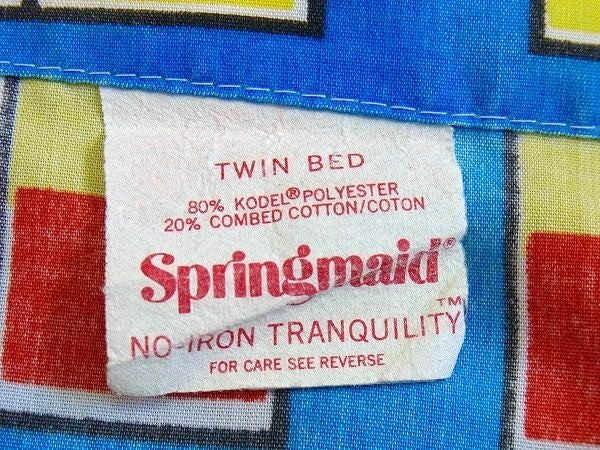 TWIN BED
80% KODEL® POLYESTER
20% COMBED COTTON/COTON
Springmaid®
NO-IRON TRANQUILITY™
FOR CARE SEE REVERSE